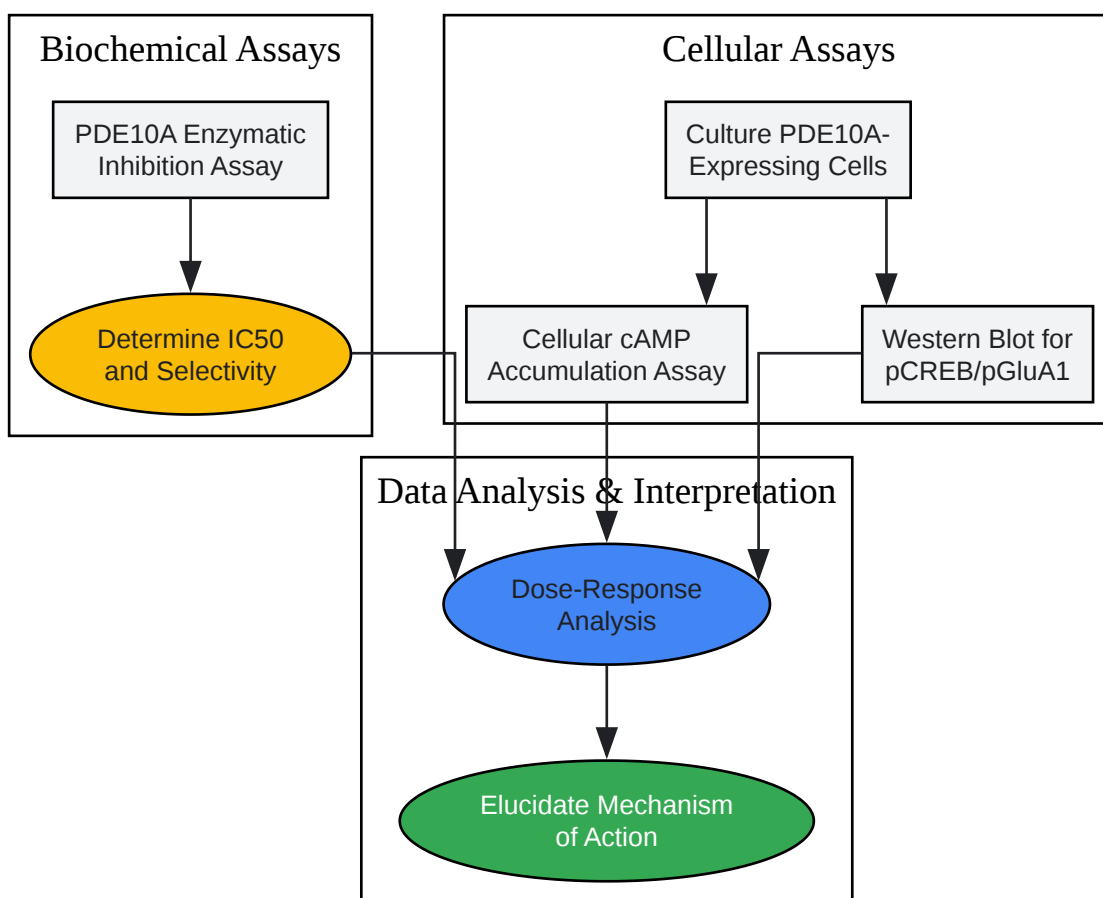 Biochemical Assays
PDE10A Enzymatic
Inhibition Assay
Determine IC50
and Selectivity
Cellular Assays
Culture PDE10A-
Expressing Cells
Cellular cAMP
Accumulation Assay
Western Blot for
pCREB/pGluA1
Data Analysis & Interpretation
Dose-Response
Analysis
Elucidate Mechanism
of Action